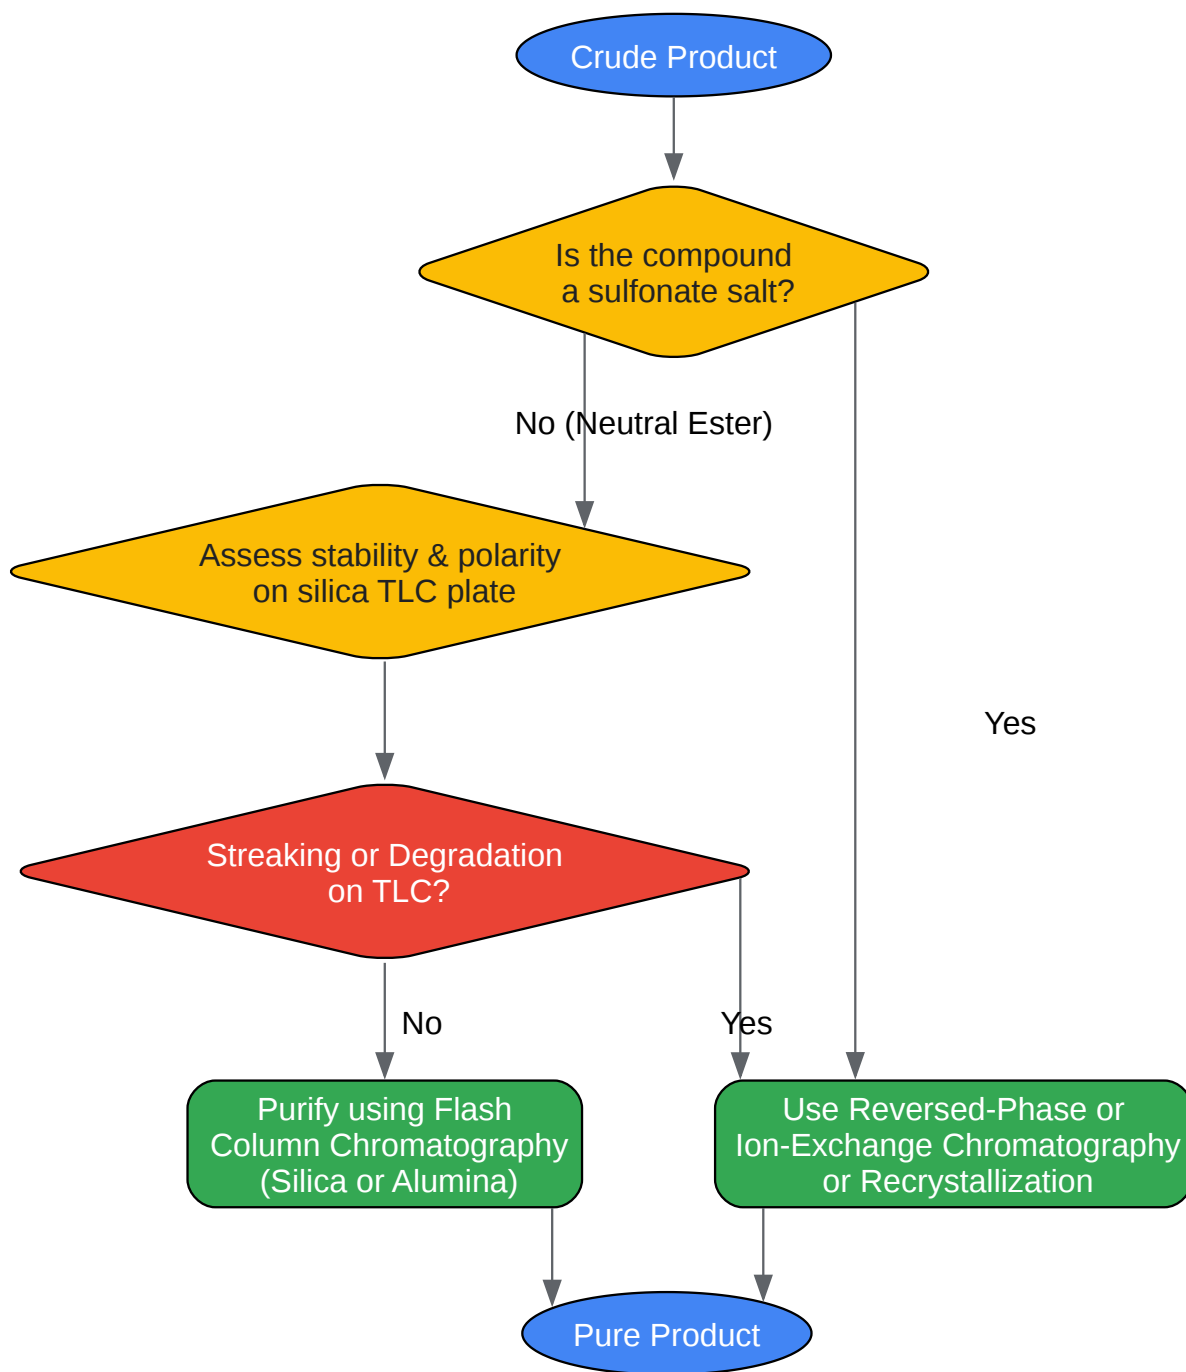 Crude Product
Is the compound
a sulfonate salt?
No (Neutral Ester)
Assess stability & polarity
on silica TLC plate
Yes
Streaking or Degradation
on TLC?
No
Yes
Purify using Flash
Column Chromatography
(Silica or Alumina)
Use Reversed-Phase or
Ion-Exchange Chromatography
or Recrystallization
Pure Product